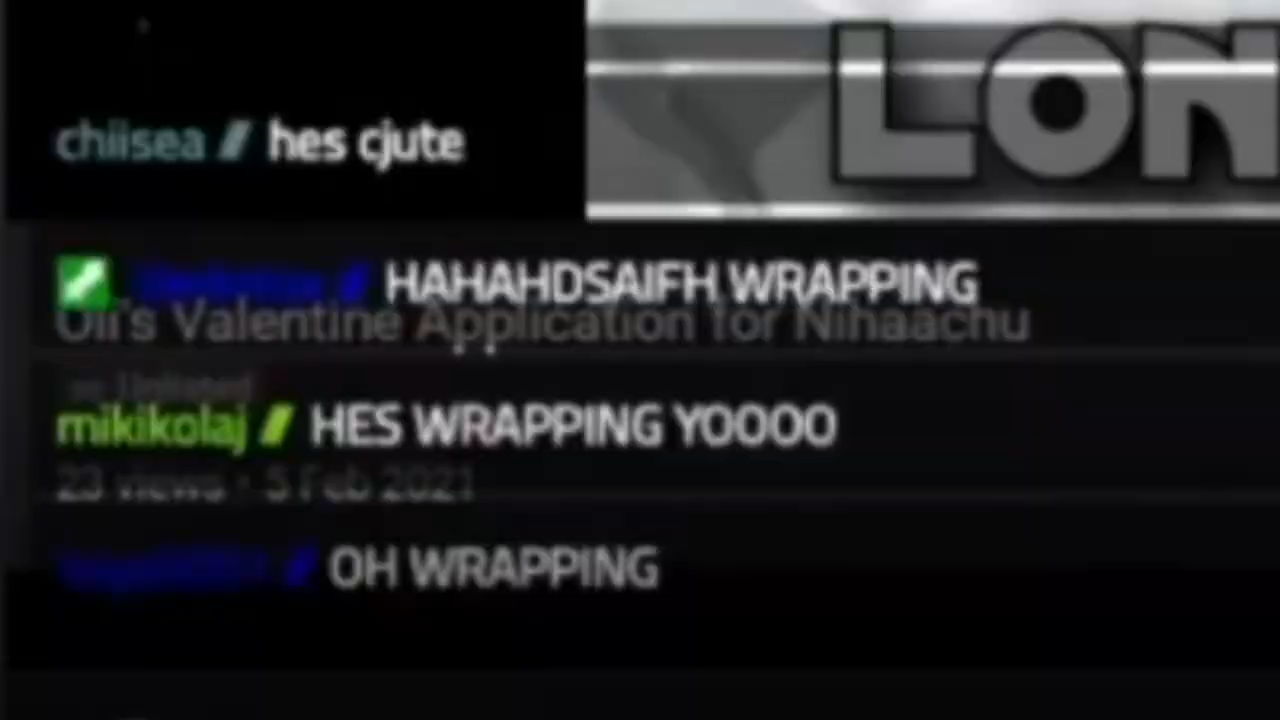 LON
chiisea // hes cjute
// HAHAHDSAIFH WRAPPING
Oli's Valentine Application for Nihaachu
Unlisted
mikikolaj // HES WRAPPING YOOOO
23 views · 5 Feb 2021
// OH WRAPPING